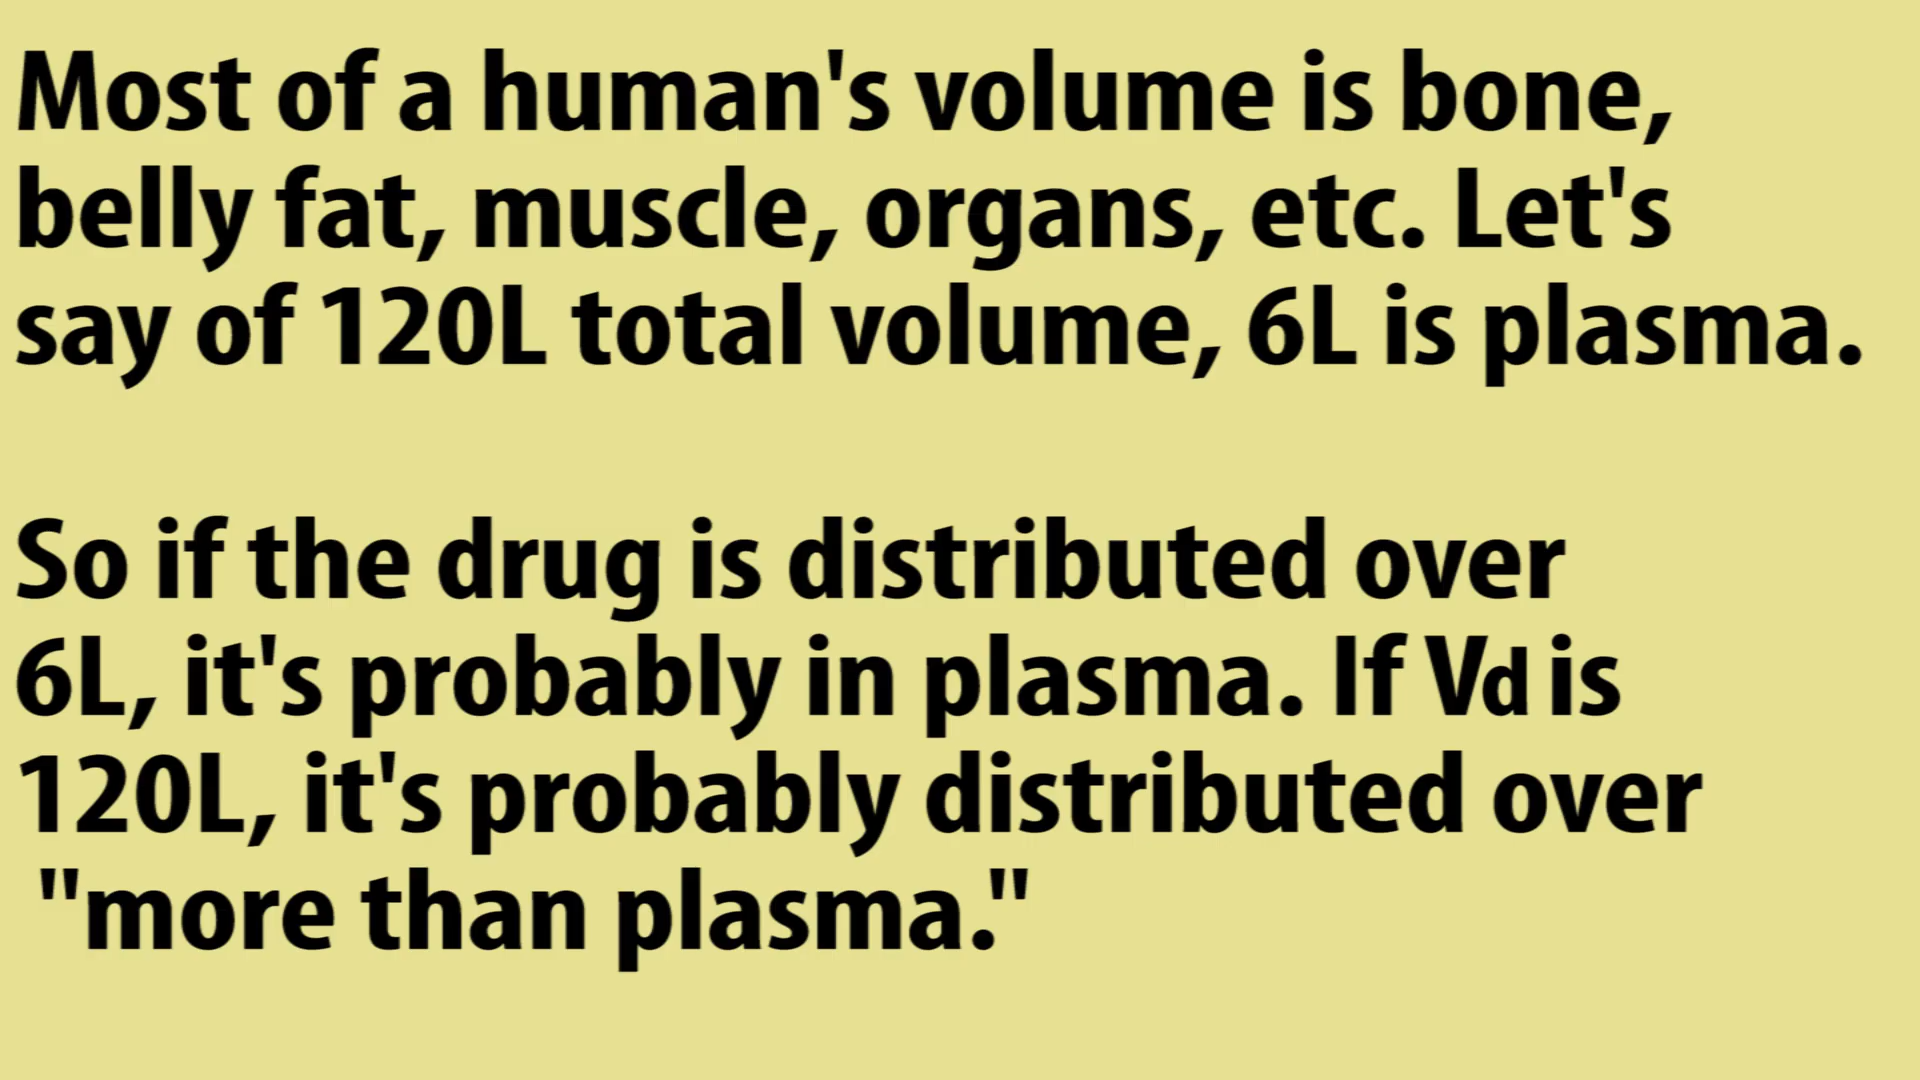 Most of a human's volume is bone,
belly fat, muscle, organs, etc. Let's
say of 120L total volume, 6L is plasma.
So if the drug is distributed over
6L, it's probably in plasma. If Vd is
120L, it's probably distributed over
"more than plasma."